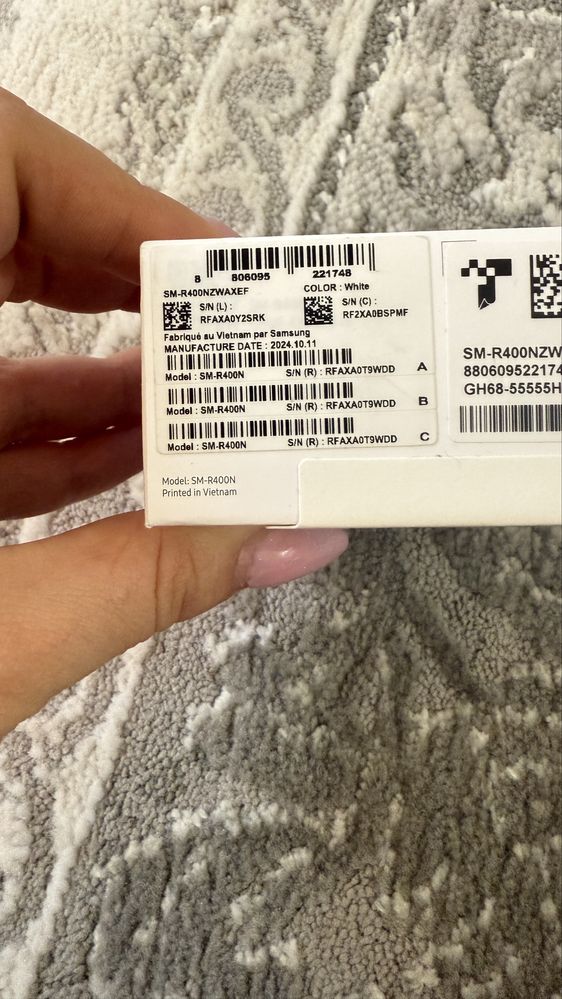 8 806095 221748
SM-R400NZWAXEF
COLOR : White
S/N (L) :
RFAXA0Y2SRK
S/N (C) :
RF2XA0BSPMF
Fabriqué au Vietnam par Samsung
MANUFACTURE DATE : 2024.10.11
Model : SM-R400N S/N (R) : RFAXA0T9WDD A
Model : SM-R400N S/N (R) : RFAXA0T9WDD B
Model : SM-R400N S/N (R) : RFAXA0T9WDD C
Model: SM-R400N
Printed in Vietnam
SM-R400NZW
880609522174
GH68-55555H